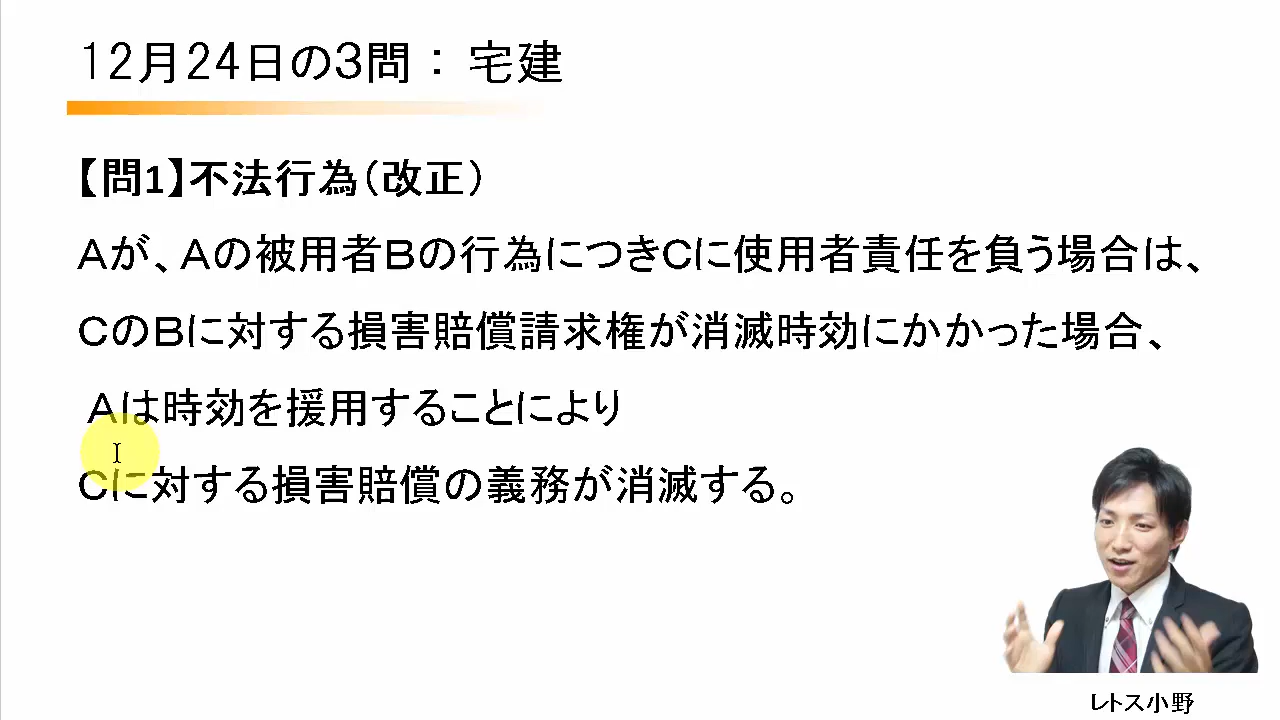 12月24日の3問：宅建
【問1】不法行為（改正）
Ａが、Ａの被用者Ｂの行為につきＣに使用者責任を負う場合は、
ＣのＢに対する損害賠償請求権が消滅時効にかかった場合、
Ａは時効を援用することにより
Ｃに対する損害賠償の義務が消滅する。
レトス小野